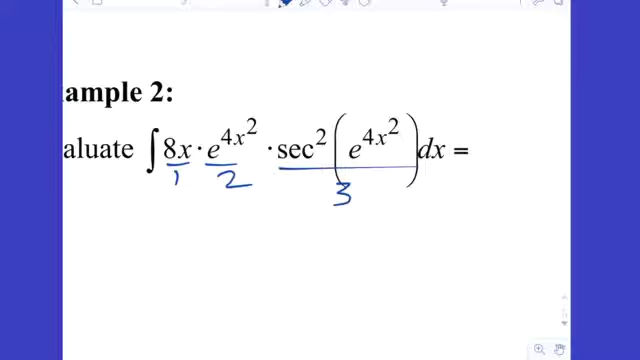 ample 2:
aluate ∫ 8x · e^{4x^2} · sec^2 (e^{4x^2}) dx =
1 2 3